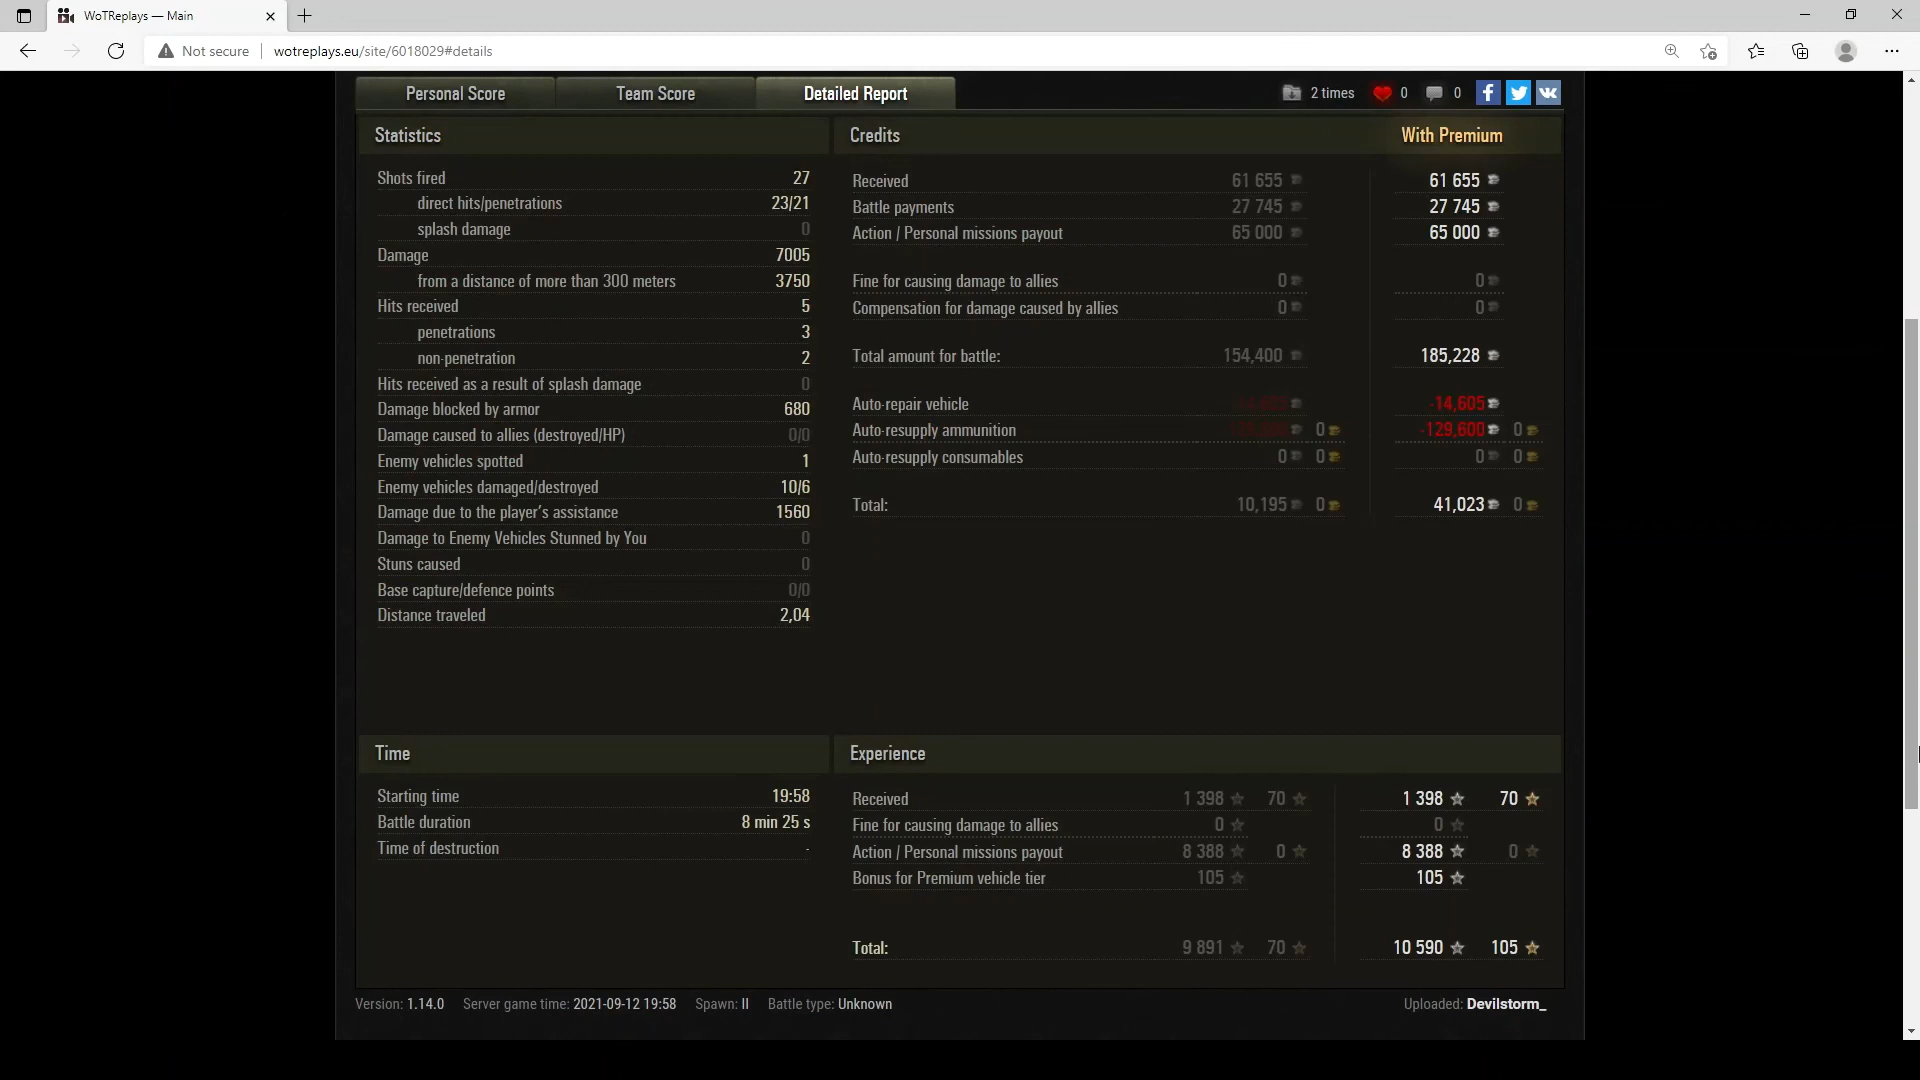 WoTReplays — Main
Not secure
wotreplays.eu/site/6018029#details
Personal Score
Team Score
Detailed Report
2 times
0
0
Statistics
Shots fired 27
direct hits/penetrations 23/21
splash damage 0
Damage 7005
from a distance of more than 300 meters 3750
Hits received 5
penetrations 3
non-penetration 2
Hits received as a result of splash damage 0
Damage blocked by armor 680
Damage caused to allies (destroyed/HP) 0/0
Enemy vehicles spotted 1
Enemy vehicles damaged/destroyed 10/6
Damage due to the player's assistance 1560
Damage to Enemy Vehicles Stunned by You 0
Stuns caused 0
Base capture/defence points 0/0
Distance traveled 2,04
Credits With Premium
Received 61 655 61 655
Battle payments 27 745 27 745
Action / Personal missions payout 65 000 65 000
Fine for causing damage to allies 0 0
Compensation for damage caused by allies 0 0
Total amount for battle: 154,400 185,228
Auto-repair vehicle -14,605
Auto-resupply ammunition 0 -129,600 0
Auto-resupply consumables 0 0 0 0
Total: 10,195 0 41,023 0
Time
Starting time 19:58
Battle duration 8 min 25 s
Time of destruction -
Experience
Received 1 398 70 1 398 70
Fine for causing damage to allies 0 0
Action / Personal missions payout 8 388 0 8 388 0
Bonus for Premium vehicle tier 105 105
Total: 9 891 70 10 590 105
Version: 1.14.0 Server game time: 2021-09-12 19:58 Spawn: II Battle type: Unknown Uploaded: Devilstorm_